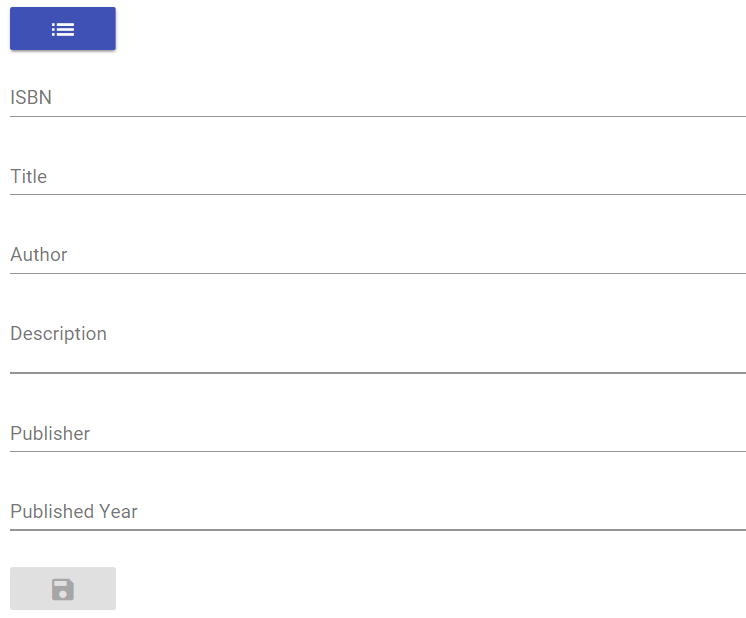 ISBN
Title
Author
Description
Publisher
Published Year